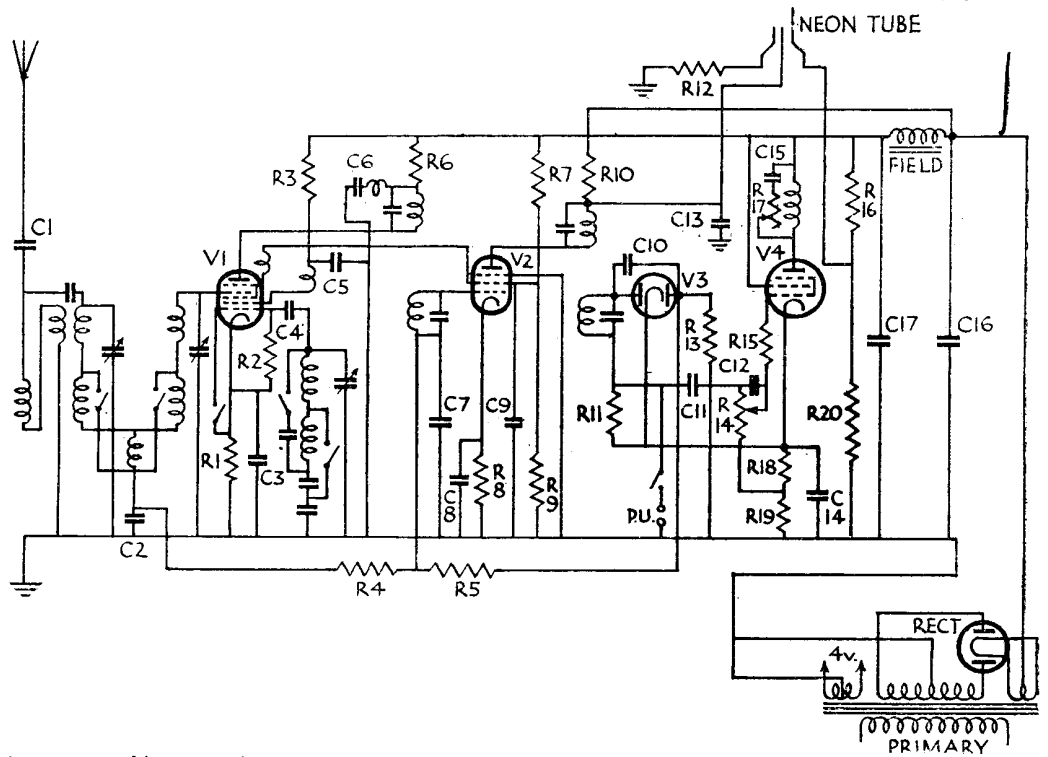 NEON TUBE
R12
C1
R3
C6
R6
R7
R10
C15
R
17
R
16
FIELD
C13
V1
C5
V2
C10
V3
V4
C4
R2
R
13
R15
C17
C16
C12
C7
C9
R11
C11
R
14
R20
R1
C3
C
8
R
8
R
9
P.U.
R18
R19
C
14
C2
R4
R5
RECT
4v.
PRIMARY